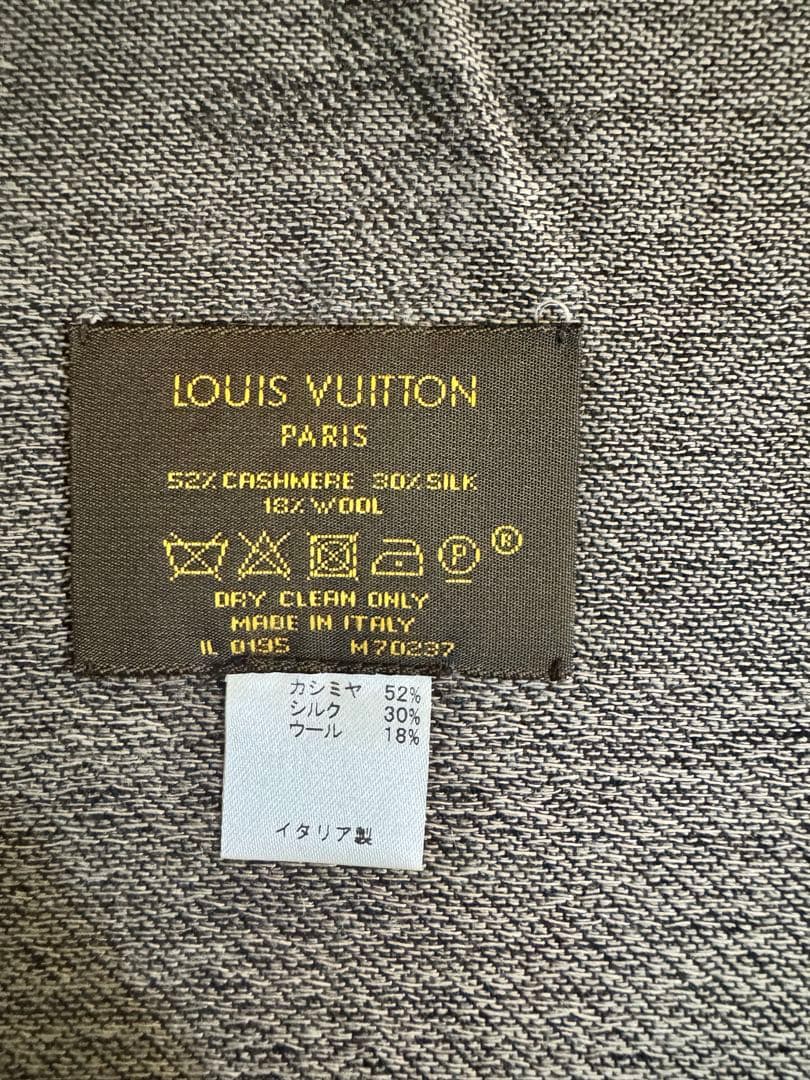 LOUIS VUITTON
PARIS
52% CASHMERE 30% SILK
18% WOOL
P ®
DRY CLEAN ONLY
MADE IN ITALY
IL 0195 M70237
カシミヤ 52%
シルク 30%
ウール 18%
イタリア製